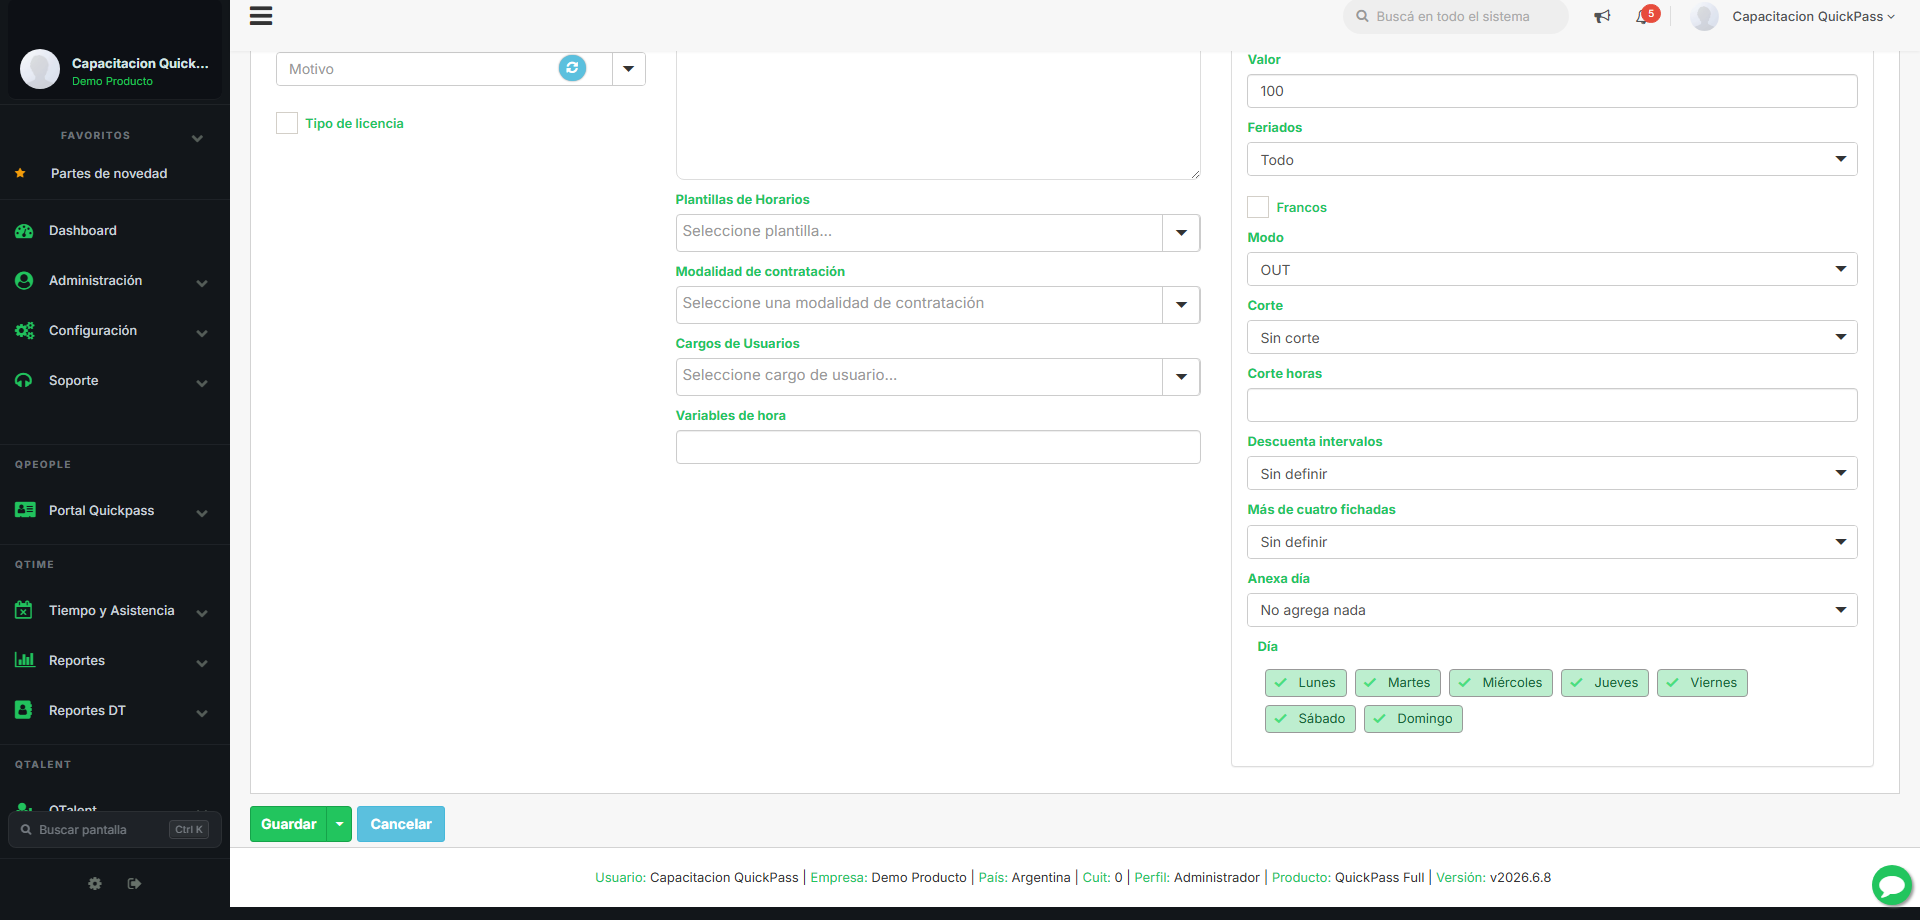 Capacitacion Quick...
Demo Producto
FAVORITOS
Partes de novedad
Dashboard
Administración
Configuración
Soporte
QPEOPLE
Portal Quickpass
QTIME
Tiempo y Asistencia
Reportes
Reportes DT
QTALENT
QTalent
Buscar pantalla
Ctrl K
Buscá en todo el sistema
5
Capacitacion QuickPass
Motivo
Tipo de licencia
Plantillas de Horarios
Seleccione plantilla...
Modalidad de contratación
Seleccione una modalidad de contratación
Cargos de Usuarios
Seleccione cargo de usuario...
Variables de hora
Valor
100
Feriados
Todo
Francos
Modo
OUT
Corte
Sin corte
Corte horas
Descuenta intervalos
Sin definir
Más de cuatro fichadas
Sin definir
Anexa día
No agrega nada
Día
Lunes Martes Miércoles Jueves Viernes
Sábado Domingo
Guardar Cancelar
Usuario: Capacitacion QuickPass | Empresa: Demo Producto | País: Argentina | Cuit: 0 | Perfil: Administrador | Producto: QuickPass Full | Versión: v2026.6.8